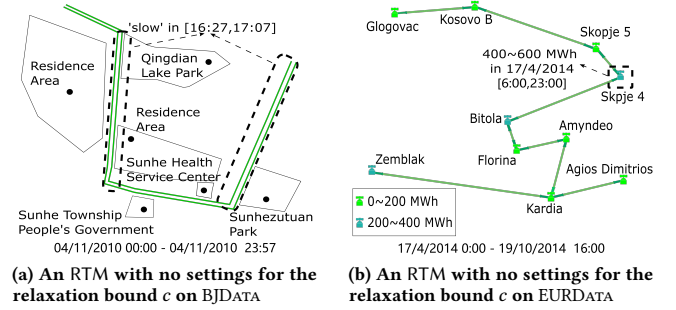 'slow' in [16:27,17:07]
Qingdian
Lake Park
Residence
Area
Residence
Area
Sunhe Health
Service Center
Sunhe Township
People's Government
Sunhezutuan
Park
04/11/2010 00:00 - 04/11/2010 23:57
(a) An RTM with no settings for the
relaxation bound c on BJDATA
Glogovac
Kosovo B
Skopje 5
400~600 MWh
in 17/4/2014
[6:00,23:00]
Skpje 4
Bitola
Amyndeo
Florina
Zemblak
Agios Dimitrios
Kardia
0~200 MWh
200~400 MWh
17/4/2014 0:00 - 19/10/2014 16:00
(b) An RTM with no settings for the
relaxation bound c on EURDATA